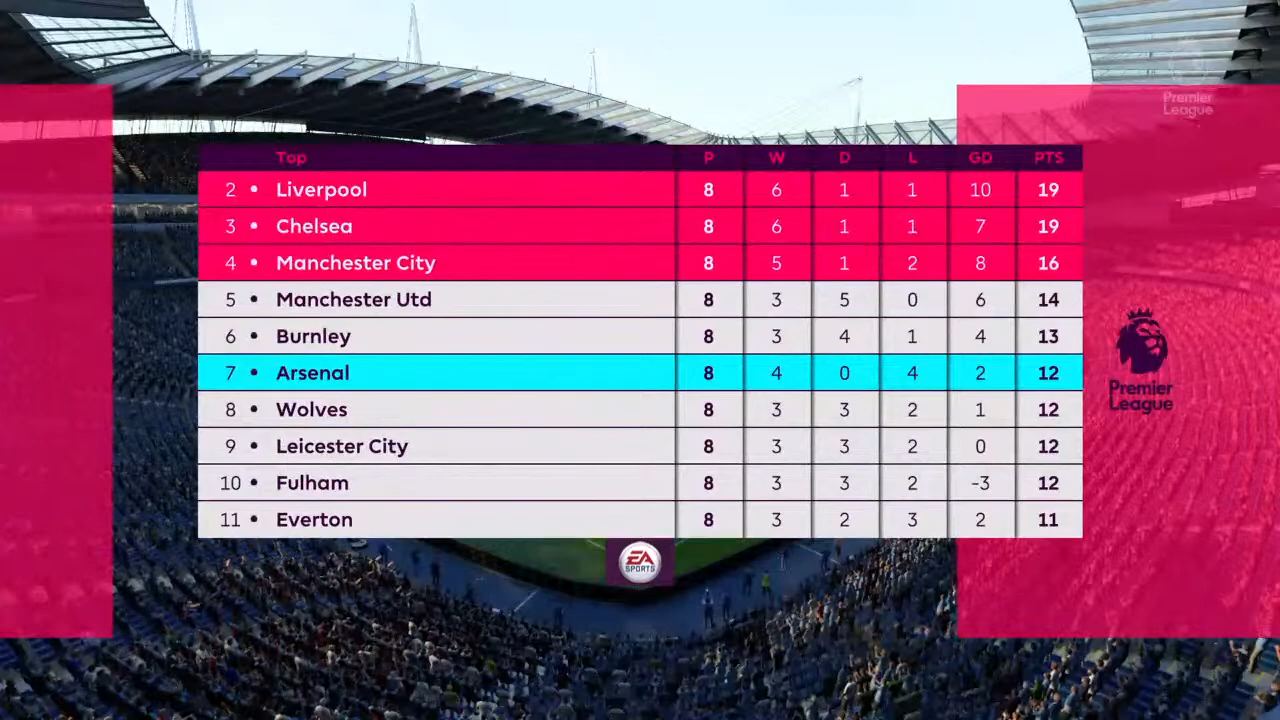 Premier
League
Top P W D L GD PTS
2 • Liverpool 8 6 1 1 10 19
3 • Chelsea 8 6 1 1 7 19
4 • Manchester City 8 5 1 2 8 16
5 • Manchester Utd 8 3 5 0 6 14
6 • Burnley 8 3 4 1 4 13
7 • Arsenal 8 4 0 4 2 12
8 • Wolves 8 3 3 2 1 12
9 • Leicester City 8 3 3 2 0 12
10 • Fulham 8 3 3 2 -3 12
11 • Everton 8 3 2 3 2 11
Premier
League
EA
SPORTS